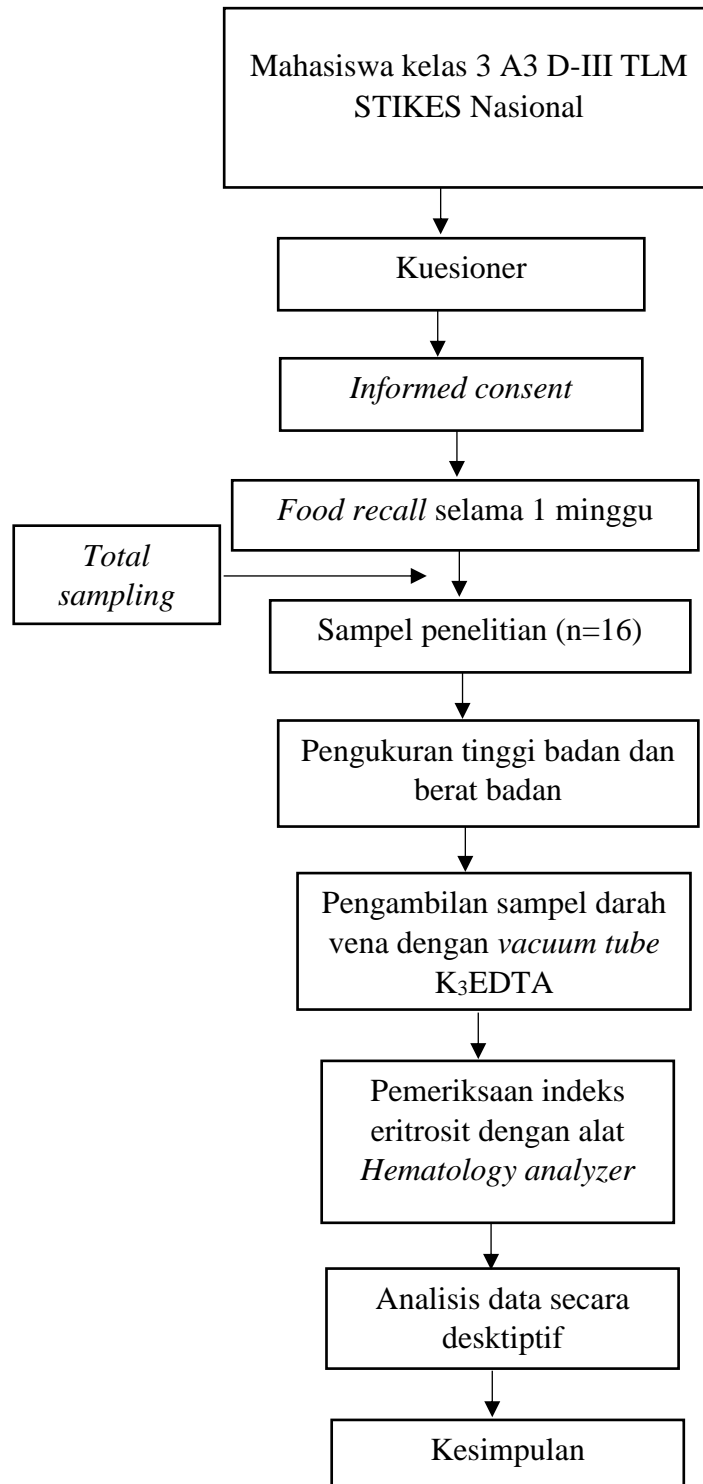 Mahasiswa kelas 3 A3 D-III TLM
STIKES Nasional
Kuesioner
Informed consent
Food recall selama 1 minggu
Total
sampling
Sampel penelitian (n=16)
Pengukuran tinggi badan dan
berat badan
Pengambilan sampel darah
vena dengan vacuum tube
K₃EDTA
Pemeriksaan indeks
eritrosit dengan alat
Hematology analyzer
Analisis data secara
desktiptif
Kesimpulan